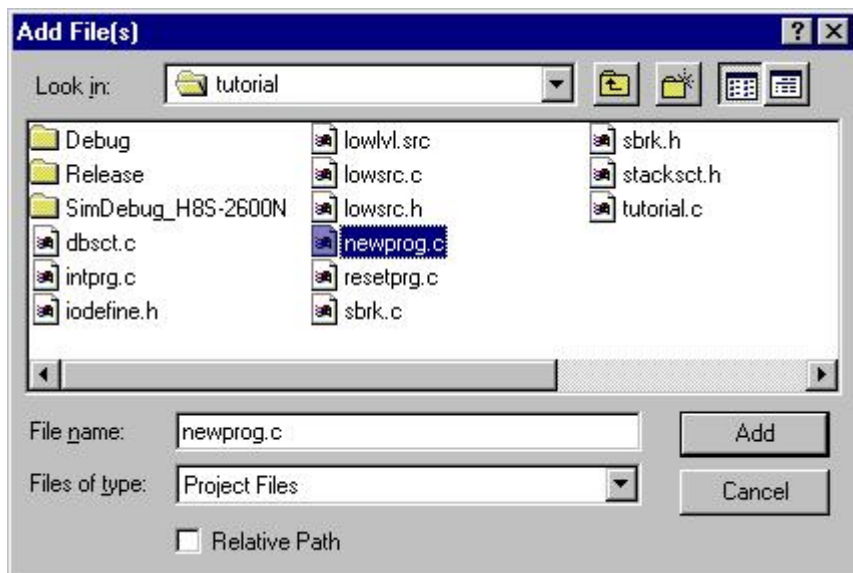 Add File(s)
Look in: tutorial
Debug lowlvl.src sbrk.h
Release lowsrc.c stacksct.h
SimDebug_H8S-2600N lowsrc.h tutorial.c
dbsct.c newprog.c
intprg.c resetprg.c
iodefine.h sbrk.c
File name: newprog.c Add
Files of type: Project Files Cancel
Relative Path